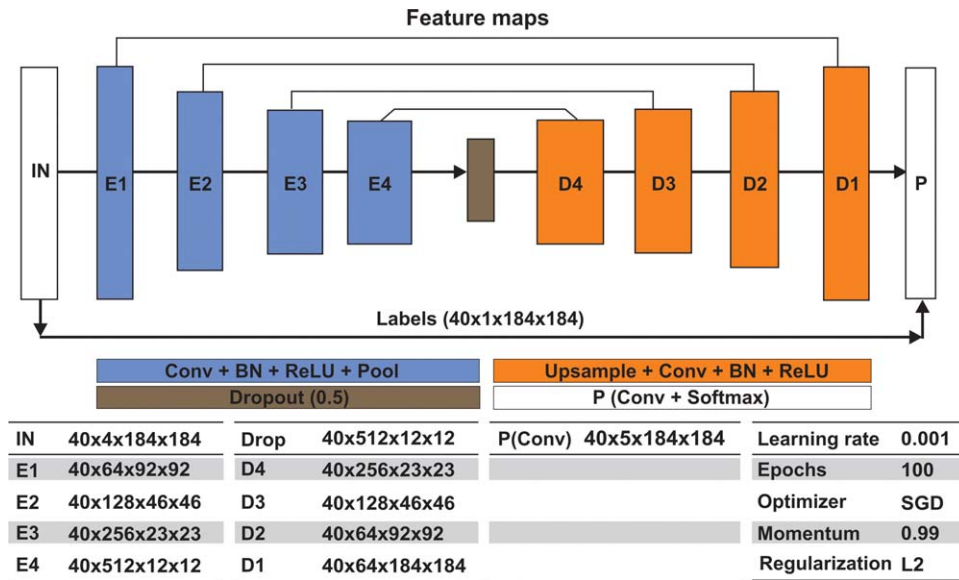 Feature maps
IN E1 E2 E3 E4 D4 D3 D2 D1 P
Labels (40x1x184x184)
Conv + BN + ReLU + Pool Upsample + Conv + BN + ReLU
Dropout (0.5) P (Conv + Softmax)
IN 40x4x184x184 Drop 40x512x12x12 P(Conv) 40x5x184x184 Learning rate 0.001
E1 40x64x92x92 D4 40x256x23x23 Epochs 100
E2 40x128x46x46 D3 40x128x46x46 Optimizer SGD
E3 40x256x23x23 D2 40x64x92x92 Momentum 0.99
E4 40x512x12x12 D1 40x64x184x184 Regularization L2